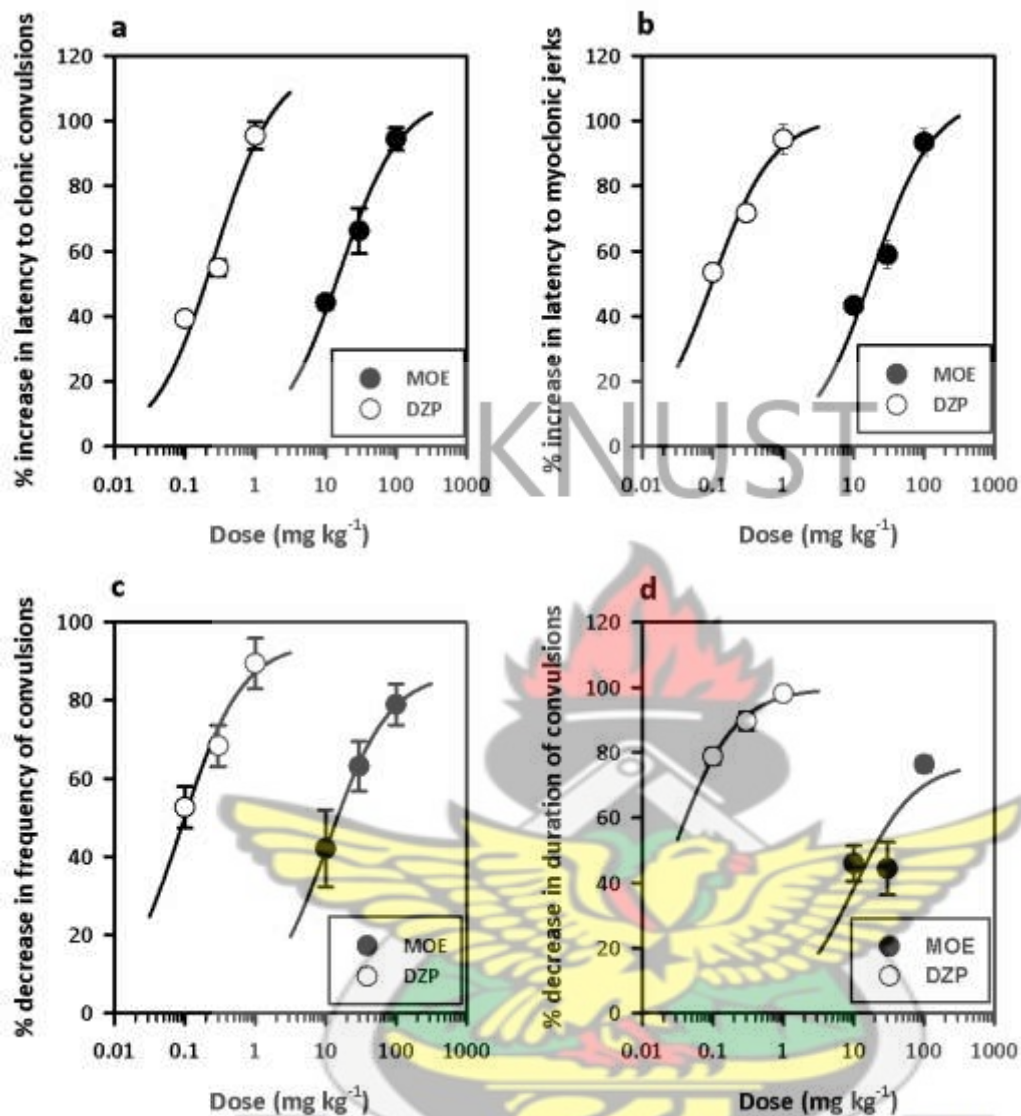 a
% increase in latency to clonic convulsions
120
100
80
60
40
20
0
MOE
DZP
0.01 0.1 1 10 100 1000
Dose (mg kg⁻¹)
b
% increase in latency to myoclonic jerks
120
100
80
60
40
20
0
MOE
DZP
0.01 0.1 1 10 100 1000
Dose (mg kg⁻¹)
KNUST
c
% decrease in frequency of convulsions
100
80
60
40
20
0
MOE
DZP
0.01 0.1 1 10 100 1000
Dose (mg kg⁻¹)
d
% decrease in duration of convulsions
120
100
80
60
40
20
0
MOE
DZP
0.01 0.1 1 10 100 1000
Dose (mg kg⁻¹)